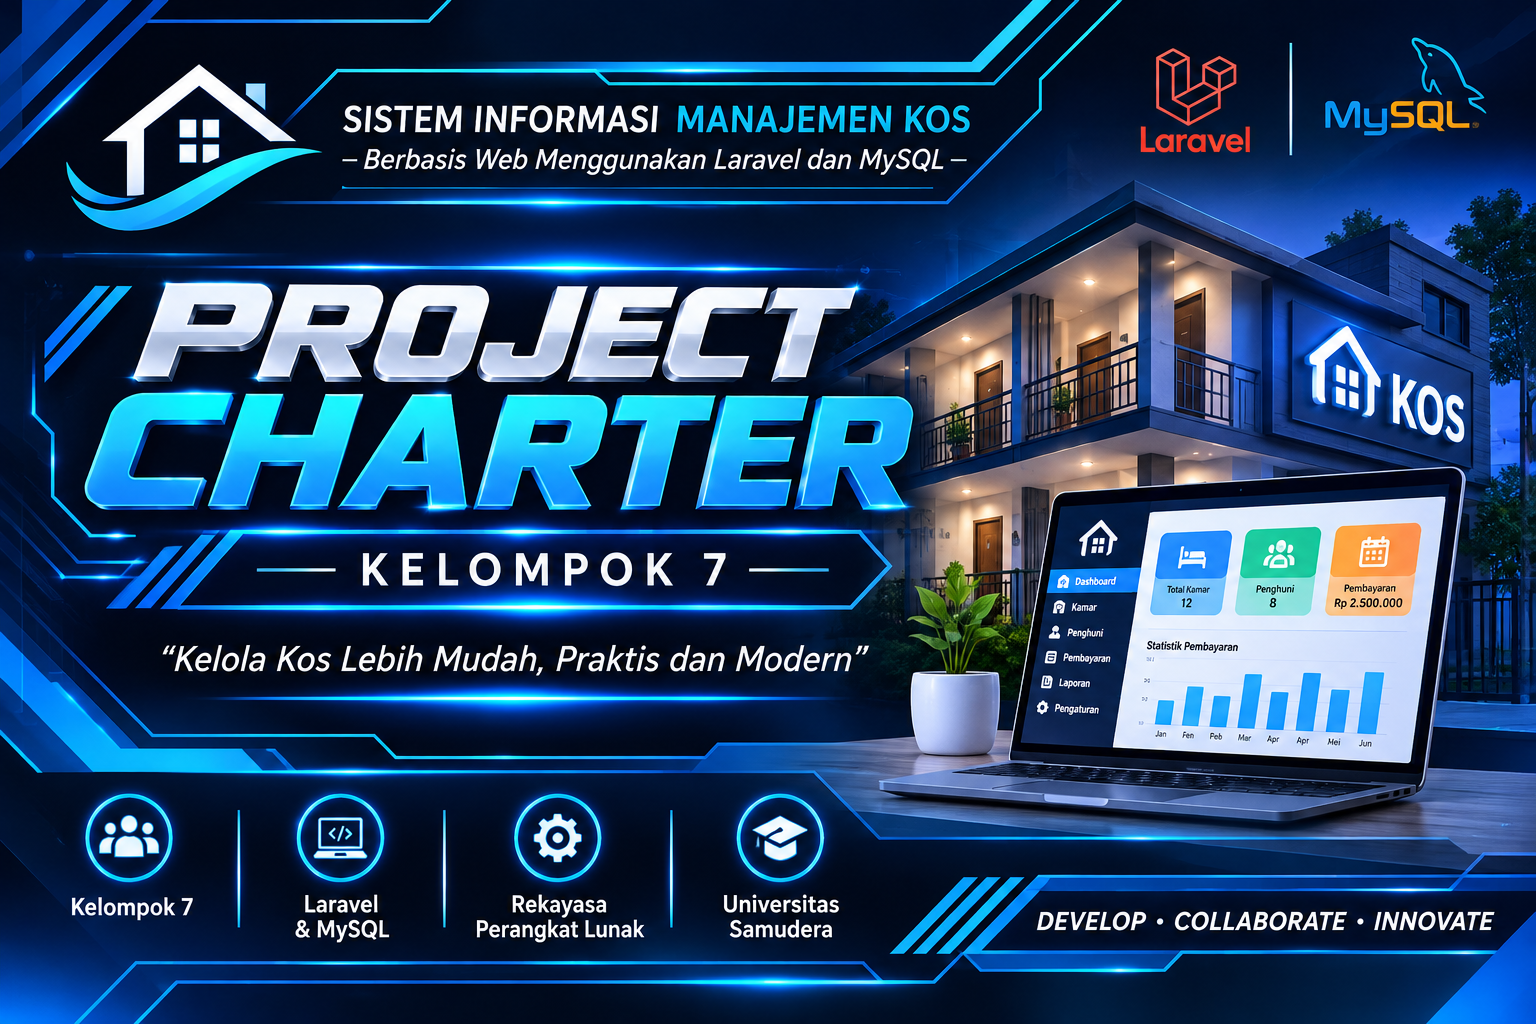 SISTEM INFORMASI MANAJEMEN KOS
– Berbasis Web Menggunakan Laravel dan MySQL –
Laravel
MySQL
PROJECT
CHARTER
KELOMPOK 7
"Kelola Kos Lebih Mudah, Praktis dan Modern"
KOS
Dashboard
Kamar
Penghuni
Pembayaran
Laporan
Pengaturan
Total Kamar
12
Penghuni
8
Pembayaran
Rp 2.500.000
Statistik Pembayaran
Jan Fen Peb Mar Apr Apr Mei Jun
Kelompok 7
Laravel
& MySQL
Rekayasa
Perangkat Lunak
Universitas
Samudera
DEVELOP • COLLABORATE • INNOVATE